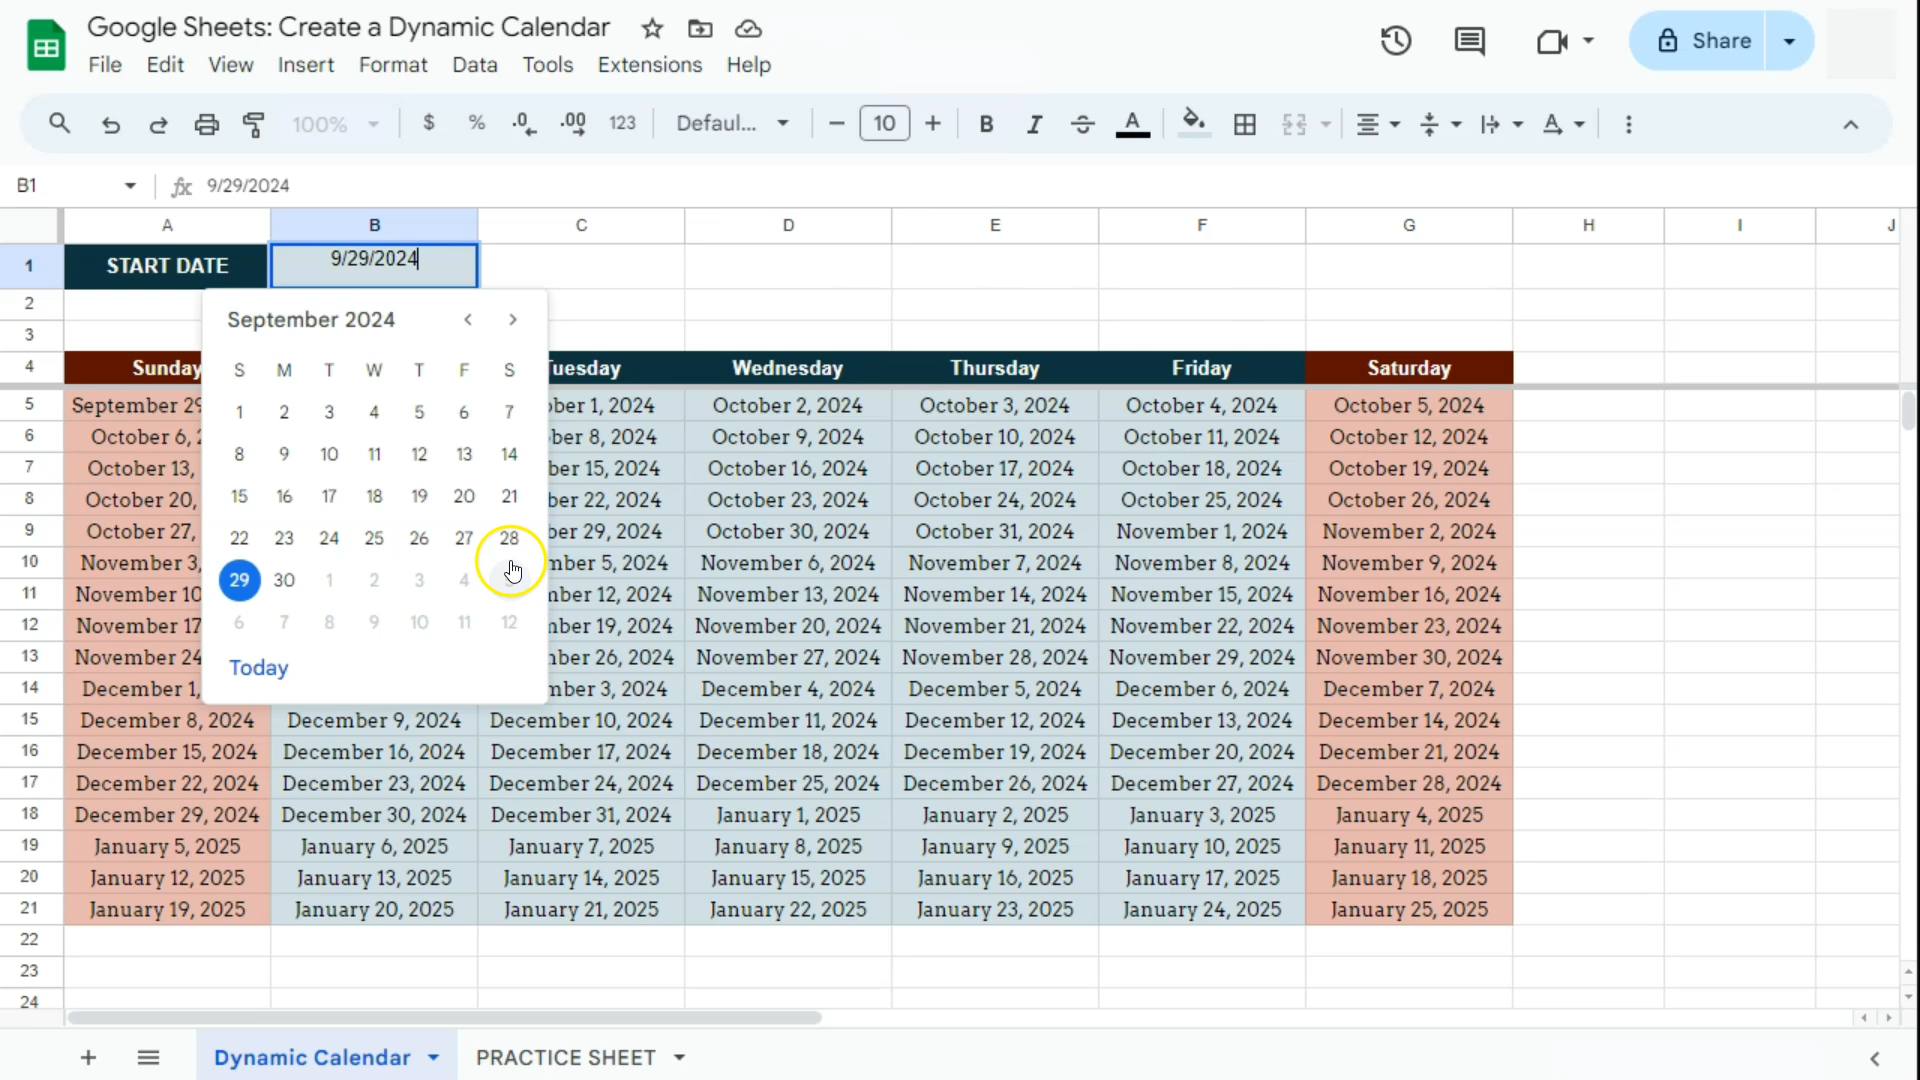 Google Sheets: Create a Dynamic Calendar
Share
File Edit View Insert Format Data Tools Extensions Help
100% $ % .0 .00 123 Defaul... 10 B I A A
B1 fx 9/29/2024
A B C D E F G H I J
1 START DATE 9/29/2024
2
3
4 Sunday Tuesday Wednesday Thursday Friday Saturday
5 September 29 ber 1, 2024 October 2, 2024 October 3, 2024 October 4, 2024 October 5, 2024
6 October 6, ber 8, 2024 October 9, 2024 October 10, 2024 October 11, 2024 October 12, 2024
7 October 13, ber 15, 2024 October 16, 2024 October 17, 2024 October 18, 2024 October 19, 2024
8 October 20, ber 22, 2024 October 23, 2024 October 24, 2024 October 25, 2024 October 26, 2024
9 October 27, ber 29, 2024 October 30, 2024 October 31, 2024 November 1, 2024 November 2, 2024
10 November 3, mber 5, 2024 November 6, 2024 November 7, 2024 November 8, 2024 November 9, 2024
11 November 10 mber 12, 2024 November 13, 2024 November 14, 2024 November 15, 2024 November 16, 2024
12 November 17 mber 19, 2024 November 20, 2024 November 21, 2024 November 22, 2024 November 23, 2024
13 November 24 mber 26, 2024 November 27, 2024 November 28, 2024 November 29, 2024 November 30, 2024
14 December 1, mber 3, 2024 December 4, 2024 December 5, 2024 December 6, 2024 December 7, 2024
15 December 8, 2024 December 9, 2024 December 10, 2024 December 11, 2024 December 12, 2024 December 13, 2024 December 14, 2024
16 December 15, 2024 December 16, 2024 December 17, 2024 December 18, 2024 December 19, 2024 December 20, 2024 December 21, 2024
17 December 22, 2024 December 23, 2024 December 24, 2024 December 25, 2024 December 26, 2024 December 27, 2024 December 28, 2024
18 December 29, 2024 December 30, 2024 December 31, 2024 January 1, 2025 January 2, 2025 January 3, 2025 January 4, 2025
19 January 5, 2025 January 6, 2025 January 7, 2025 January 8, 2025 January 9, 2025 January 10, 2025 January 11, 2025
20 January 12, 2025 January 13, 2025 January 14, 2025 January 15, 2025 January 16, 2025 January 17, 2025 January 18, 2025
21 January 19, 2025 January 20, 2025 January 21, 2025 January 22, 2025 January 23, 2025 January 24, 2025 January 25, 2025
22
23
24
September 2024
S M T W T F S
1 2 3 4 5 6 7
8 9 10 11 12 13 14
15 16 17 18 19 20 21
22 23 24 25 26 27 28
29 30 1 2 3 4
6 7 8 9 10 11 12
Today
Dynamic Calendar PRACTICE SHEET